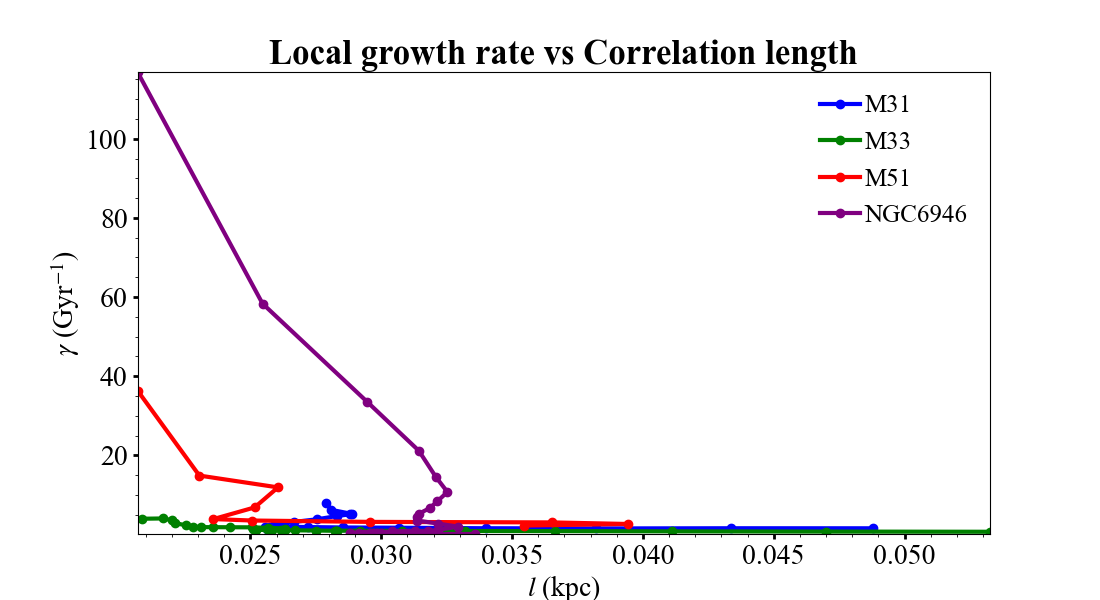 Local growth rate vs Correlation length
M31
M33
M51
NGC6946
100
80
60
40
20
γ (Gyr⁻¹)
0.025 0.030 0.035 0.040 0.045 0.050
l (kpc)